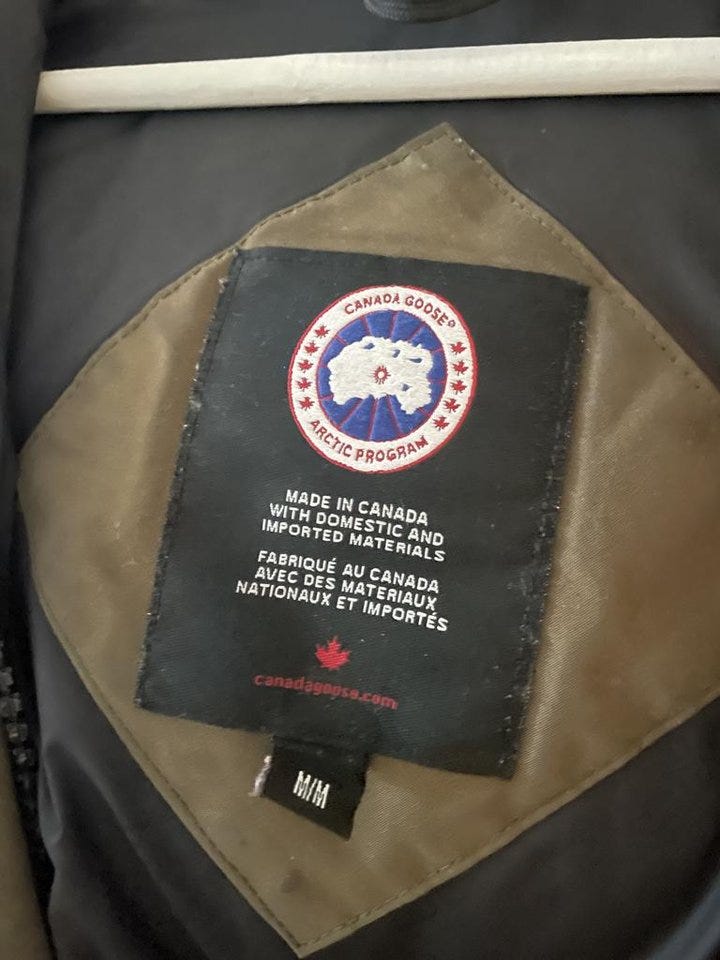 CANADA GOOSE®
ARCTIC PROGRAM
MADE IN CANADA
WITH DOMESTIC AND
IMPORTED MATERIALS
FABRIQUÉ AU CANADA
AVEC DES MATERIAUX
NATIONAUX ET IMPORTÉS
canadagoose.com
M/M